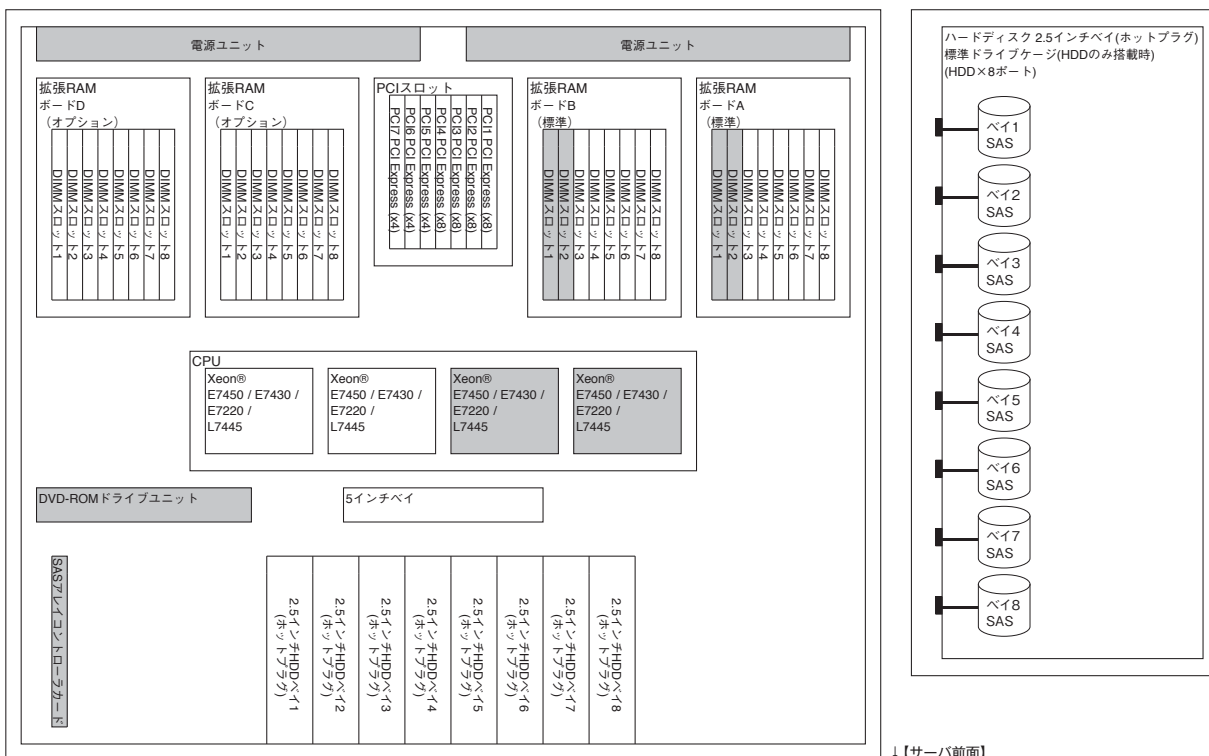 電源ユニット
電源ユニット
拡張RAM
ボードD
(オプション)
DIMMスロット1
DIMMスロット2
DIMMスロット3
DIMMスロット4
DIMMスロット5
DIMMスロット6
DIMMスロット7
DIMMスロット8
拡張RAM
ボードC
(オプション)
DIMMスロット1
DIMMスロット2
DIMMスロット3
DIMMスロット4
DIMMスロット5
DIMMスロット6
DIMMスロット7
DIMMスロット8
PCIスロット
PCI7 PCI Express (x4)
PCI6 PCI Express (x4)
PCI5 PCI Express (x4)
PCI4 PCI Express (x8)
PCI3 PCI Express (x8)
PCI2 PCI Express (x8)
PCI1 PCI Express (x8)
拡張RAM
ボードB
(標準)
DIMMスロット1
DIMMスロット2
DIMMスロット3
DIMMスロット4
DIMMスロット5
DIMMスロット6
DIMMスロット7
DIMMスロット8
拡張RAM
ボードA
(標準)
DIMMスロット1
DIMMスロット2
DIMMスロット3
DIMMスロット4
DIMMスロット5
DIMMスロット6
DIMMスロット7
DIMMスロット8
CPU
Xeon®
E7450 / E7430 /
E7220 /
L7445
Xeon®
E7450 / E7430 /
E7220 /
L7445
Xeon®
E7450 / E7430 /
E7220 /
L7445
Xeon®
E7450 / E7430 /
E7220 /
L7445
DVD-ROMドライブユニット
5インチベイ
SASアレイコントローラカード
2.5インチHDDベイ1
(ホットプラグ)
2.5インチHDDベイ2
(ホットプラグ)
2.5インチHDDベイ3
(ホットプラグ)
2.5インチHDDベイ4
(ホットプラグ)
2.5インチHDDベイ5
(ホットプラグ)
2.5インチHDDベイ6
(ホットプラグ)
2.5インチHDDベイ7
(ホットプラグ)
2.5インチHDDベイ8
(ホットプラグ)
ハードディスク 2.5インチベイ(ホットプラグ)
標準ドライブケージ(HDDのみ搭載時)
(HDD×8ポート)
ベイ1
SAS
ベイ2
SAS
ベイ3
SAS
ベイ4
SAS
ベイ5
SAS
ベイ6
SAS
ベイ7
SAS
ベイ8
SAS
↓【サーバ前面】